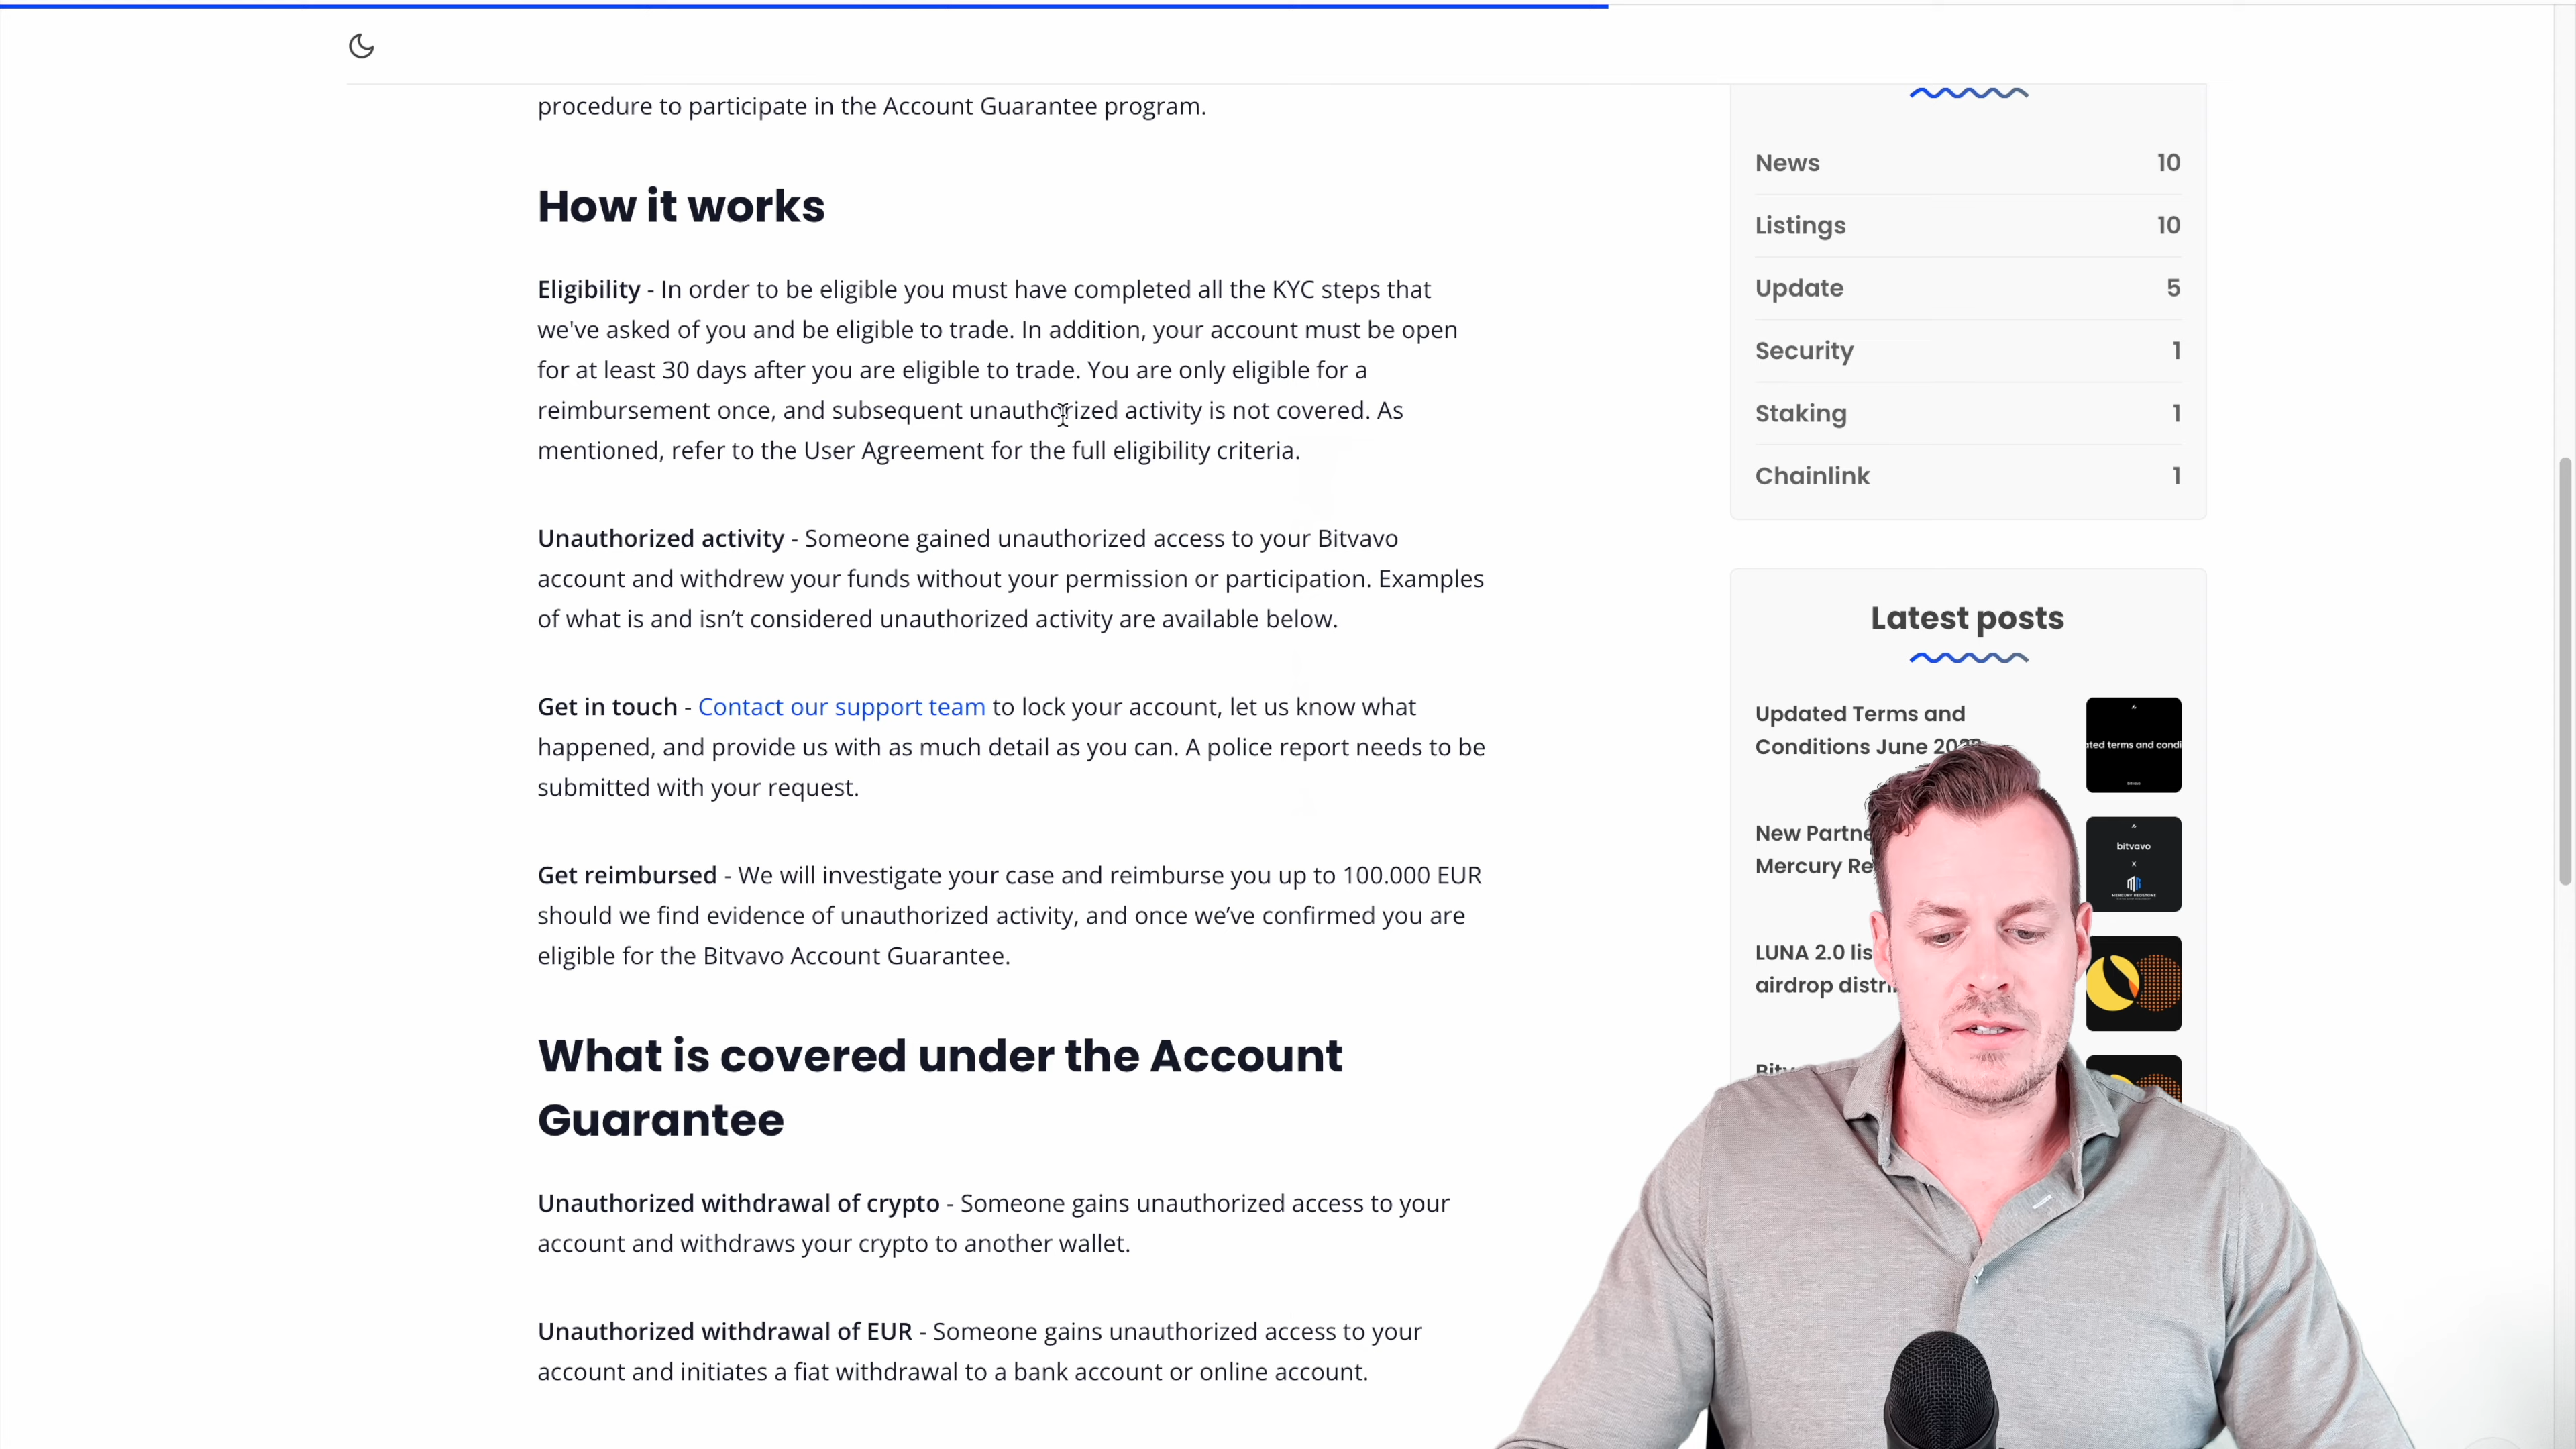 procedure to participate in the Account Guarantee program.
How it works
Eligibility - In order to be eligible you must have completed all the KYC steps that
we've asked of you and be eligible to trade. In addition, your account must be open
for at least 30 days after you are eligible to trade. You are only eligible for a
reimbursement once, and subsequent unauthorized activity is not covered. As
mentioned, refer to the User Agreement for the full eligibility criteria.
Unauthorized activity - Someone gained unauthorized access to your Bitvavo
account and withdrew your funds without your permission or participation. Examples
of what is and isn’t considered unauthorized activity are available below.
Get in touch - Contact our support team to lock your account, let us know what
happened, and provide us with as much detail as you can. A police report needs to be
submitted with your request.
Get reimbursed - We will investigate your case and reimburse you up to 100.000 EUR
should we find evidence of unauthorized activity, and once we’ve confirmed you are
eligible for the Bitvavo Account Guarantee.
What is covered under the Account
Guarantee
Unauthorized withdrawal of crypto - Someone gains unauthorized access to your
account and withdraws your crypto to another wallet.
Unauthorized withdrawal of EUR - Someone gains unauthorized access to your
account and initiates a fiat withdrawal to a bank account or online account.
News 10
Listings 10
Update 5
Security 1
Staking 1
Chainlink 1
Latest posts
Updated Terms and
Conditions June
ated terms and condi
New
Mercury
bitvavo
x
MERCURY REDSTONE
LUNA 2.0
airdrop